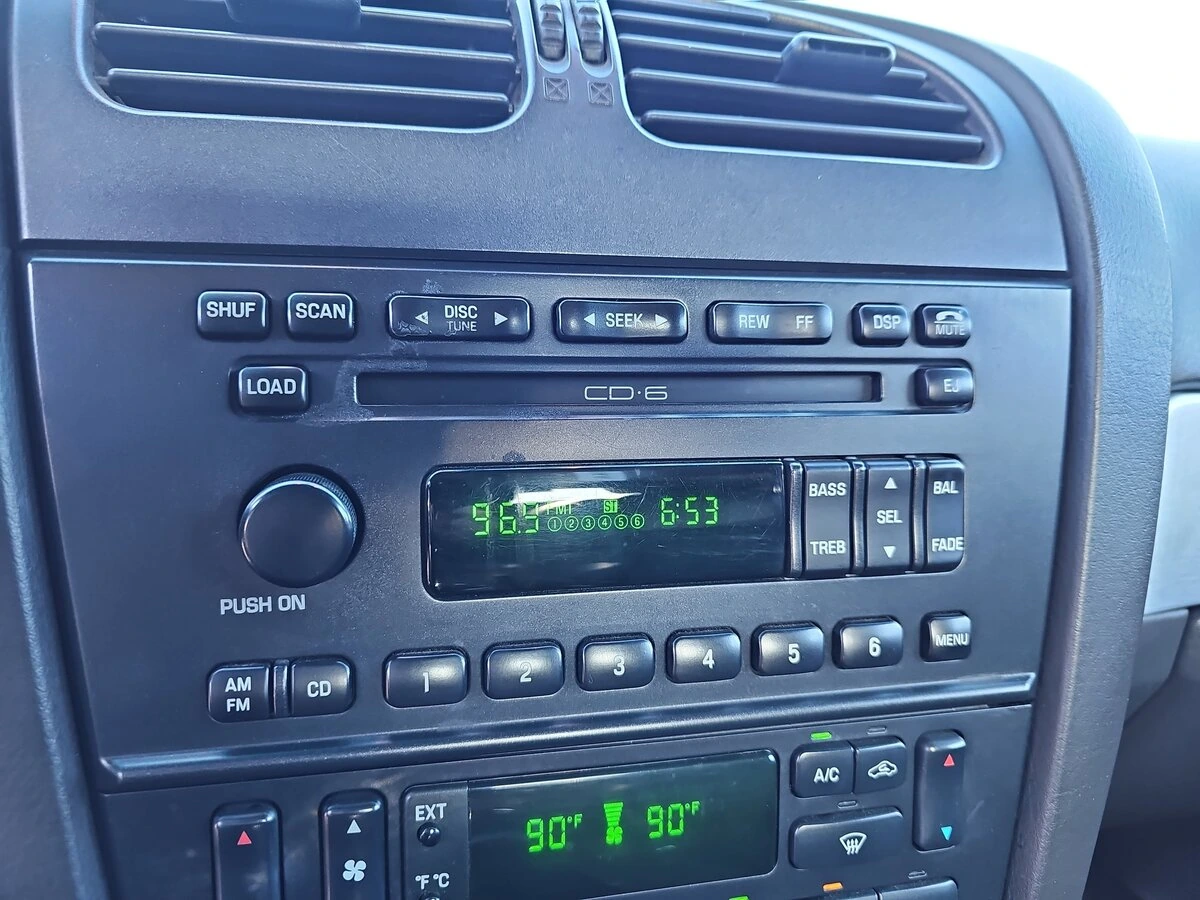 SHUF SCAN DISC SEEK REW FF DSP
TUNE MUTE
LOAD CD·6 EJ
96.9 FM1 ST 6:53
1 2 3 4 5 6
BASS SEL BAL
TREB FADE
PUSH ON
AM CD 1 2 3 4 5 6 MENU
FM
A/C
EXT 90°F 90°F
°F °C